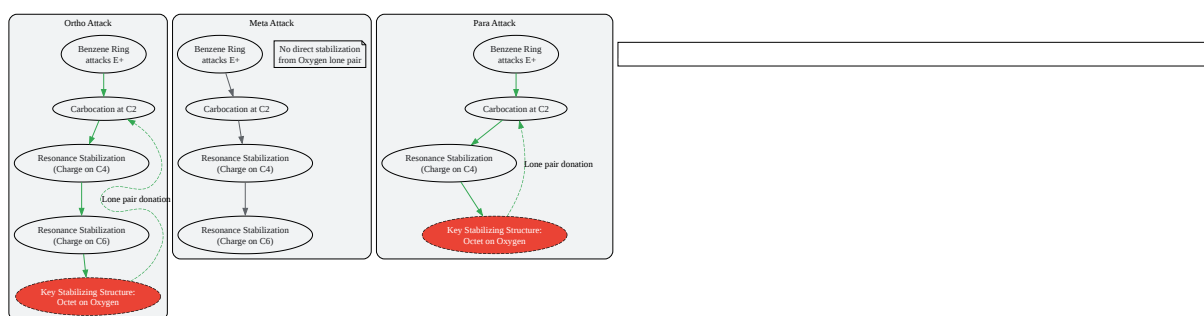 Ortho Attack
Benzene Ring
attacks E+
Carbocation at C2
Resonance Stabilization
(Charge on C4)
Lone pair donation
Resonance Stabilization
(Charge on C6)
Key Stabilizing Structure:
Octet on Oxygen
Meta Attack
Benzene Ring
attacks E+
No direct stabilization
from Oxygen lone pair
Carbocation at C2
Resonance Stabilization
(Charge on C4)
Resonance Stabilization
(Charge on C6)
Para Attack
Benzene Ring
attacks E+
Carbocation at C2
Resonance Stabilization
(Charge on C4)
Lone pair donation
Key Stabilizing Structure:
Octet on Oxygen